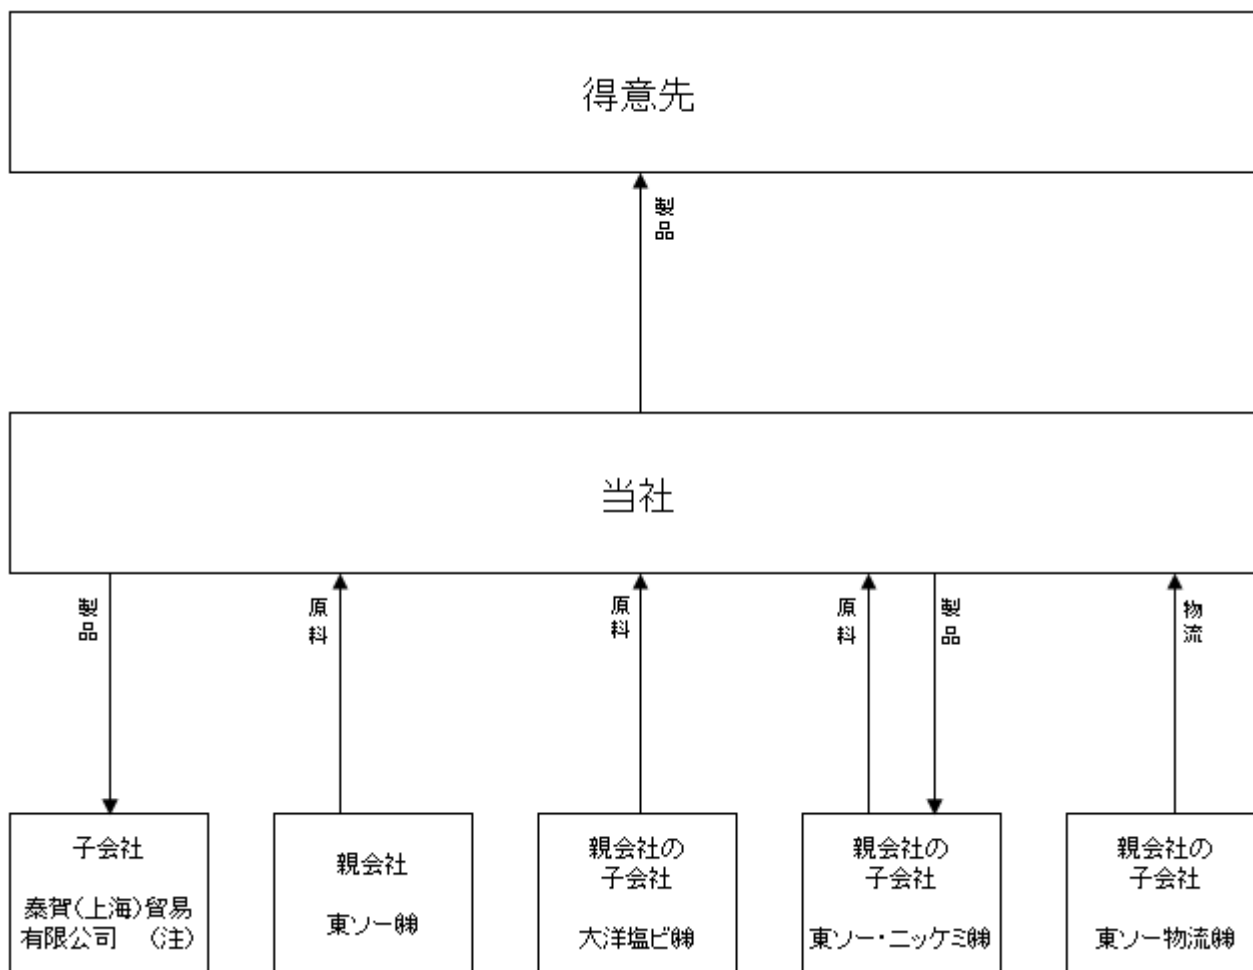 得意先
製品
当社
製品
原料
原料
原料
製品
物流
子会社
泰賀(上海)貿易
有限公司 (注)
親会社
東ソー㈱
親会社の
子会社
大洋塩ビ㈱
親会社の
子会社
東ソー・ニッケミ㈱
親会社の
子会社
東ソー物流㈱